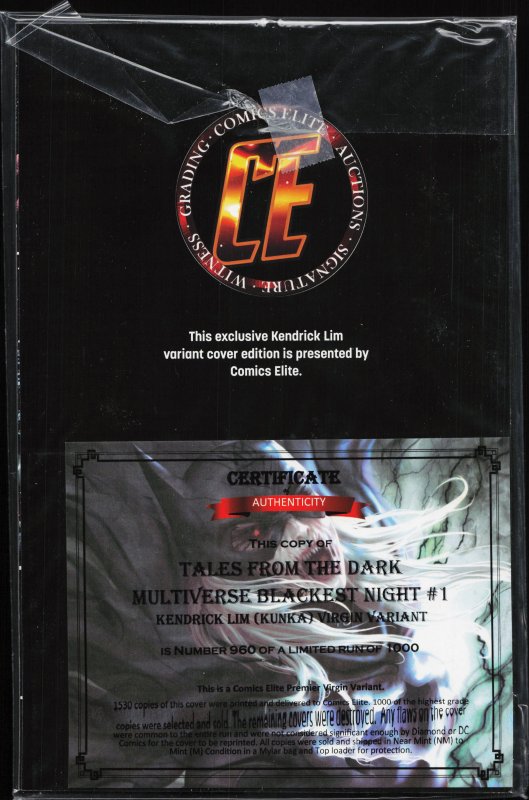 GRADING · COMICS ELITE · AUCTIONS · SIGNATURE · WITNESS ·
CE
This exclusive Kendrick Lim
variant cover edition is presented by
Comics Elite.
CERTIFICATE
of
AUTHENTICITY
THIS COPY OF
TALES FROM THE DARK
MULTIVERSE BLACKEST NIGHT #1
KENDRICK LIM (KUNKA) VIRGIN VARIANT
IS NUMBER 960 OF A LIMITED RUN OF 1000
This is a Comics Elite Premier Virgin Variant.
1530 copies of this cover were printed and delivered to Comics Elite. 1000 of the highest grade
copies were selected and sold. The remaining covers were destroyed. Any flaws on the cover
were common to the entire run and were not considered significant enough by Diamond or DC
Comics for the cover to be reprinted. All copies were sold and shipped in Near Mint (NM) to
Mint (M) Condition in a Mylar bag and Top loader for protection.